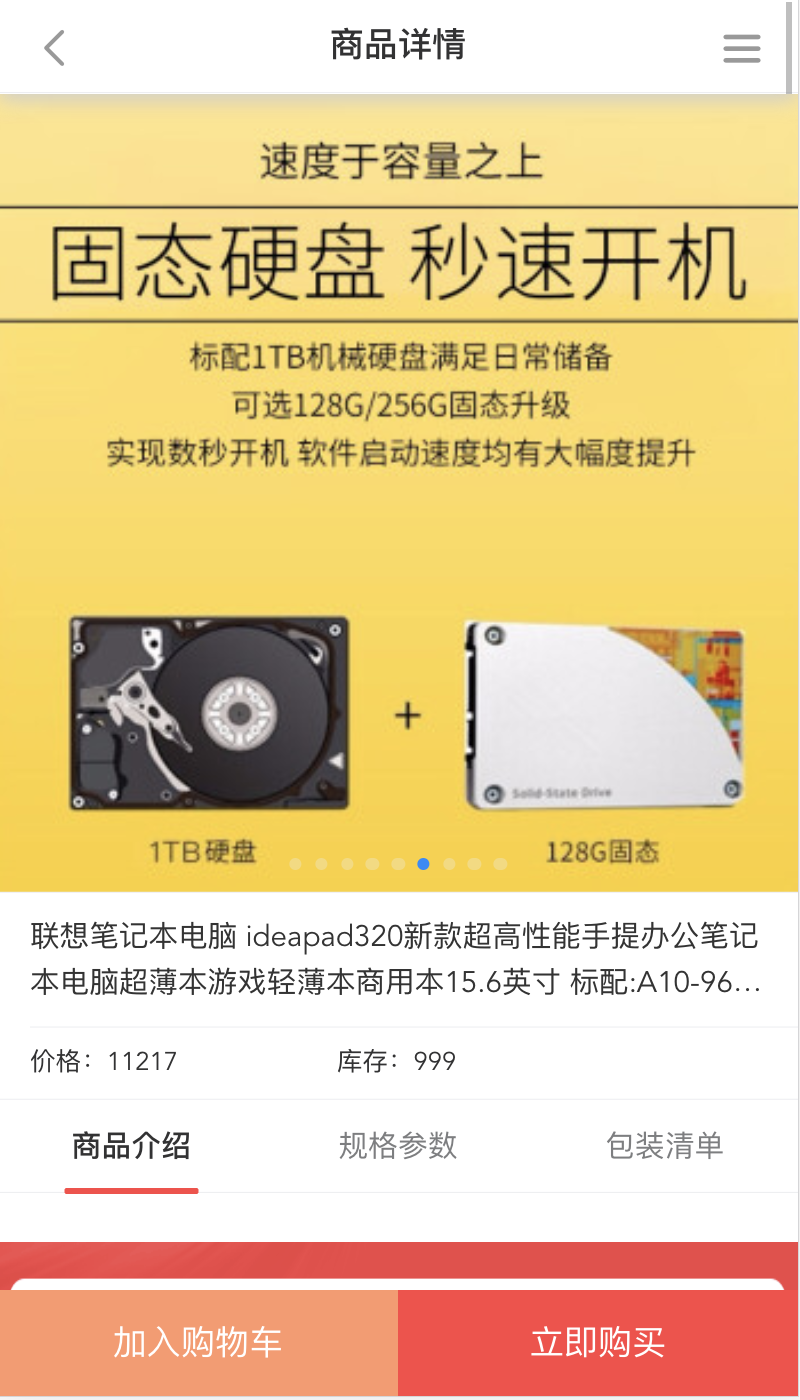 商品详情
速度于容量之上
固态硬盘 秒速开机
标配1TB机械硬盘满足日常储备
可选128G/256G固态升级
实现数秒开机 软件启动速度均有大幅度提升
Solid-State Drive
1TB硬盘
128G固态
联想笔记本电脑 ideapad320新款超高性能手提办公笔记
本电脑超薄本游戏轻薄本商用本15.6英寸 标配:A10-96...
价格：11217
库存：999
商品介绍
规格参数
包装清单
加入购物车
立即购买